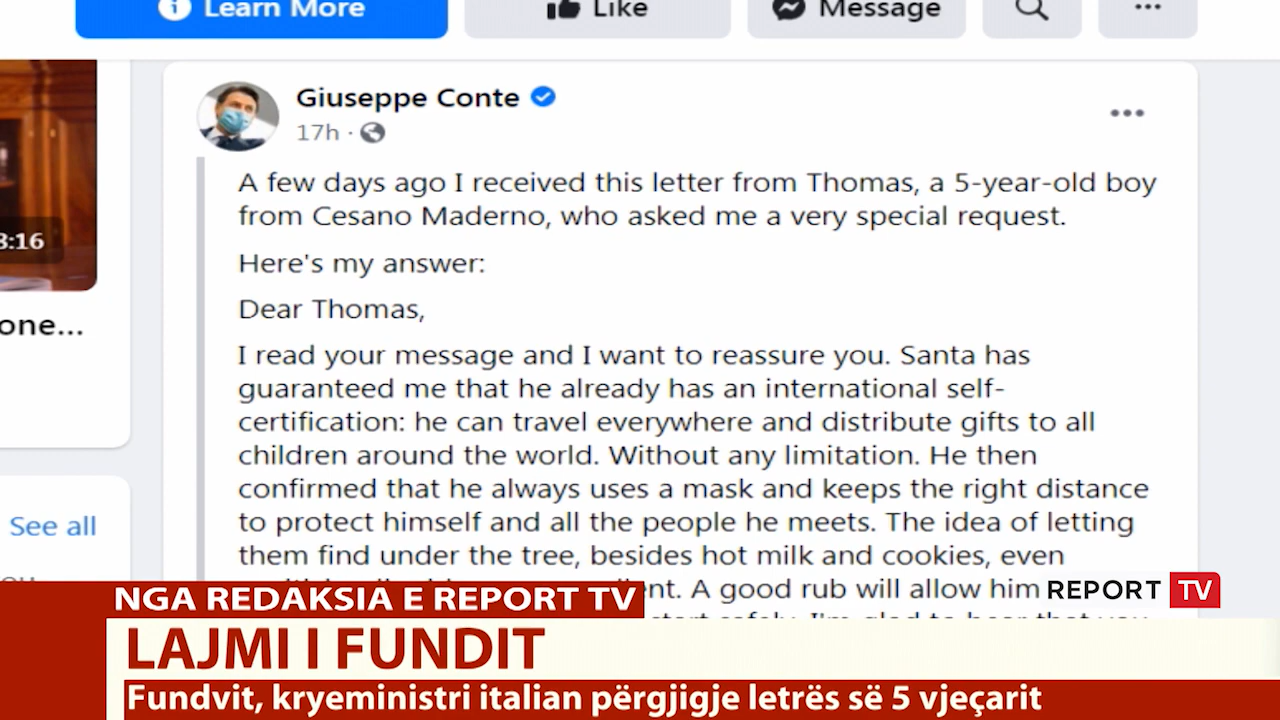 Learn More
Like
Message
Giuseppe Conte
17h ·
A few days ago I received this letter from Thomas, a 5-year-old boy
from Cesano Maderno, who asked me a very special request.
Here's my answer:
Dear Thomas,
I read your message and I want to reassure you. Santa has
guaranteed me that he already has an international self-
certification: he can travel everywhere and distribute gifts to all
children around the world. Without any limitation. He then
confirmed that he always uses a mask and keeps the right distance
to protect himself and all the people he meets. The idea of letting
them find under the tree, besides hot milk and cookies, even
A good rub will allow him
3:16
one...
See all
REPORT TV
NGA REDAKSIA E REPORT TV
LAJMI I FUNDIT
Fundvit, kryeministri italian përgjigje letrës së 5 vjeçarit